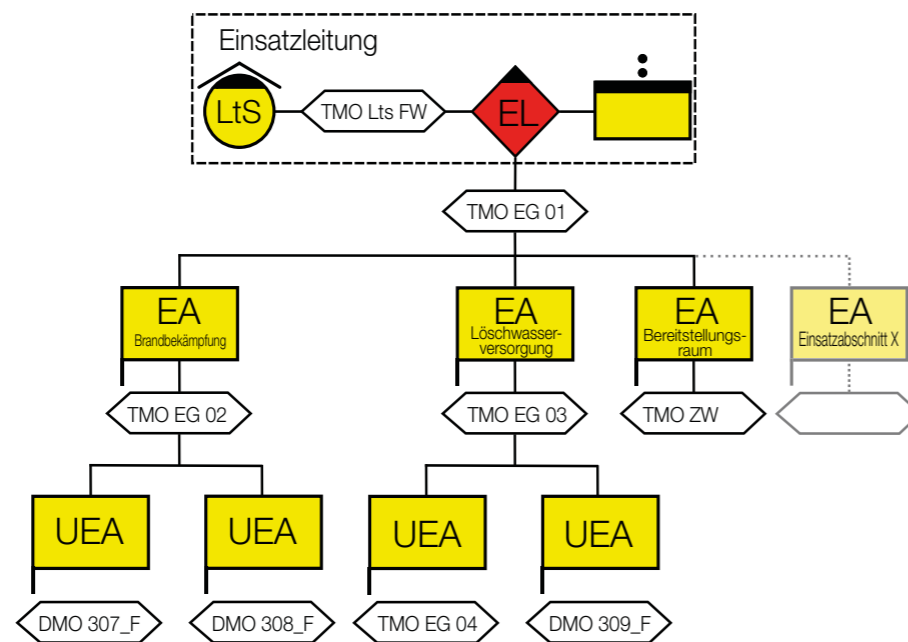 Einsatzleitung
LtS
TMO Lts FW
EL
TMO EG 01
EA
Brandbekämpfung
EA
Löschwasser-
versorgung
EA
Bereitstellungs-
raum
EA
Einsatzabschnitt X
TMO EG 02
TMO EG 03
TMO ZW
UEA
UEA
UEA
UEA
DMO 307_F
DMO 308_F
TMO EG 04
DMO 309_F